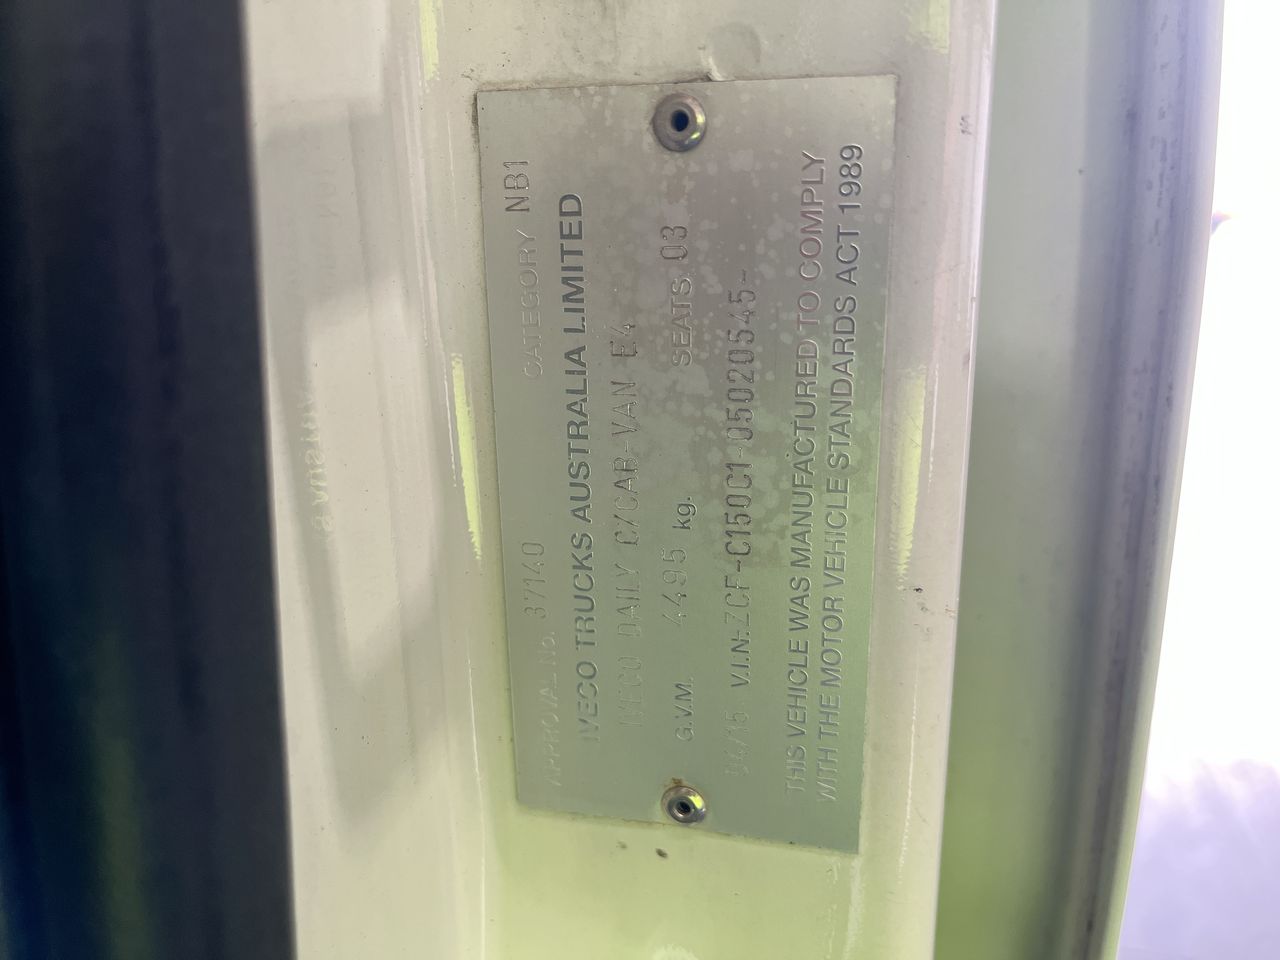 APPROVAL No. 37140 CATEGORY NB1
IVECO TRUCKS AUSTRALIA LIMITED
IVECO DAILY C/CAB-VAN E4
G.V.M. 4495 kg. SEATS 03
04/15 V.I.N:ZCF-C150C1-05020545-
THIS VEHICLE WAS MANUFACTURED TO COMPLY
WITH THE MOTOR VEHICLE STANDARDS ACT 1989